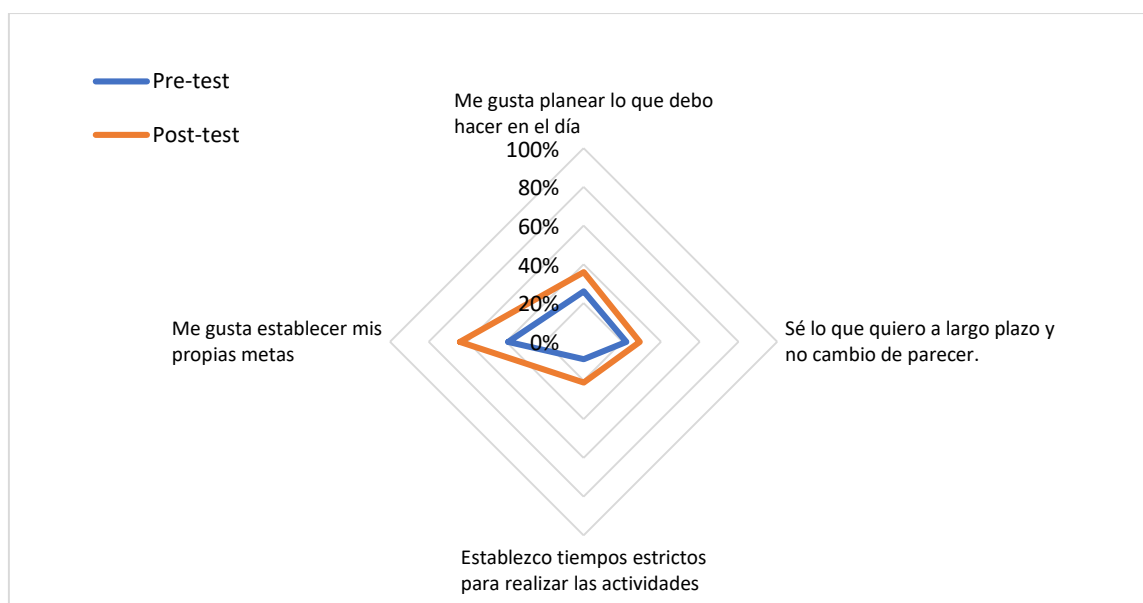 Pre-test
Post-test
Me gusta planear lo que debo
hacer en el día
100%
80%
60%
40%
20%
0%
Me gusta establecer mis
propias metas
Sé lo que quiero a largo plazo y
no cambio de parecer.
Establezco tiempos estrictos
para realizar las actividades